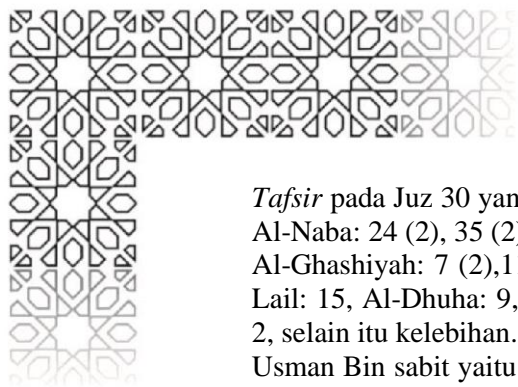 Tafsir pada Juz 30 yan
Al-Naba: 24 (2), 35 (2
Al-Ghashiyah: 7 (2),1
Lail: 15, Al-Dhuha: 9,
2, selain itu kelebihan.
Usman Bin sabit yaitu